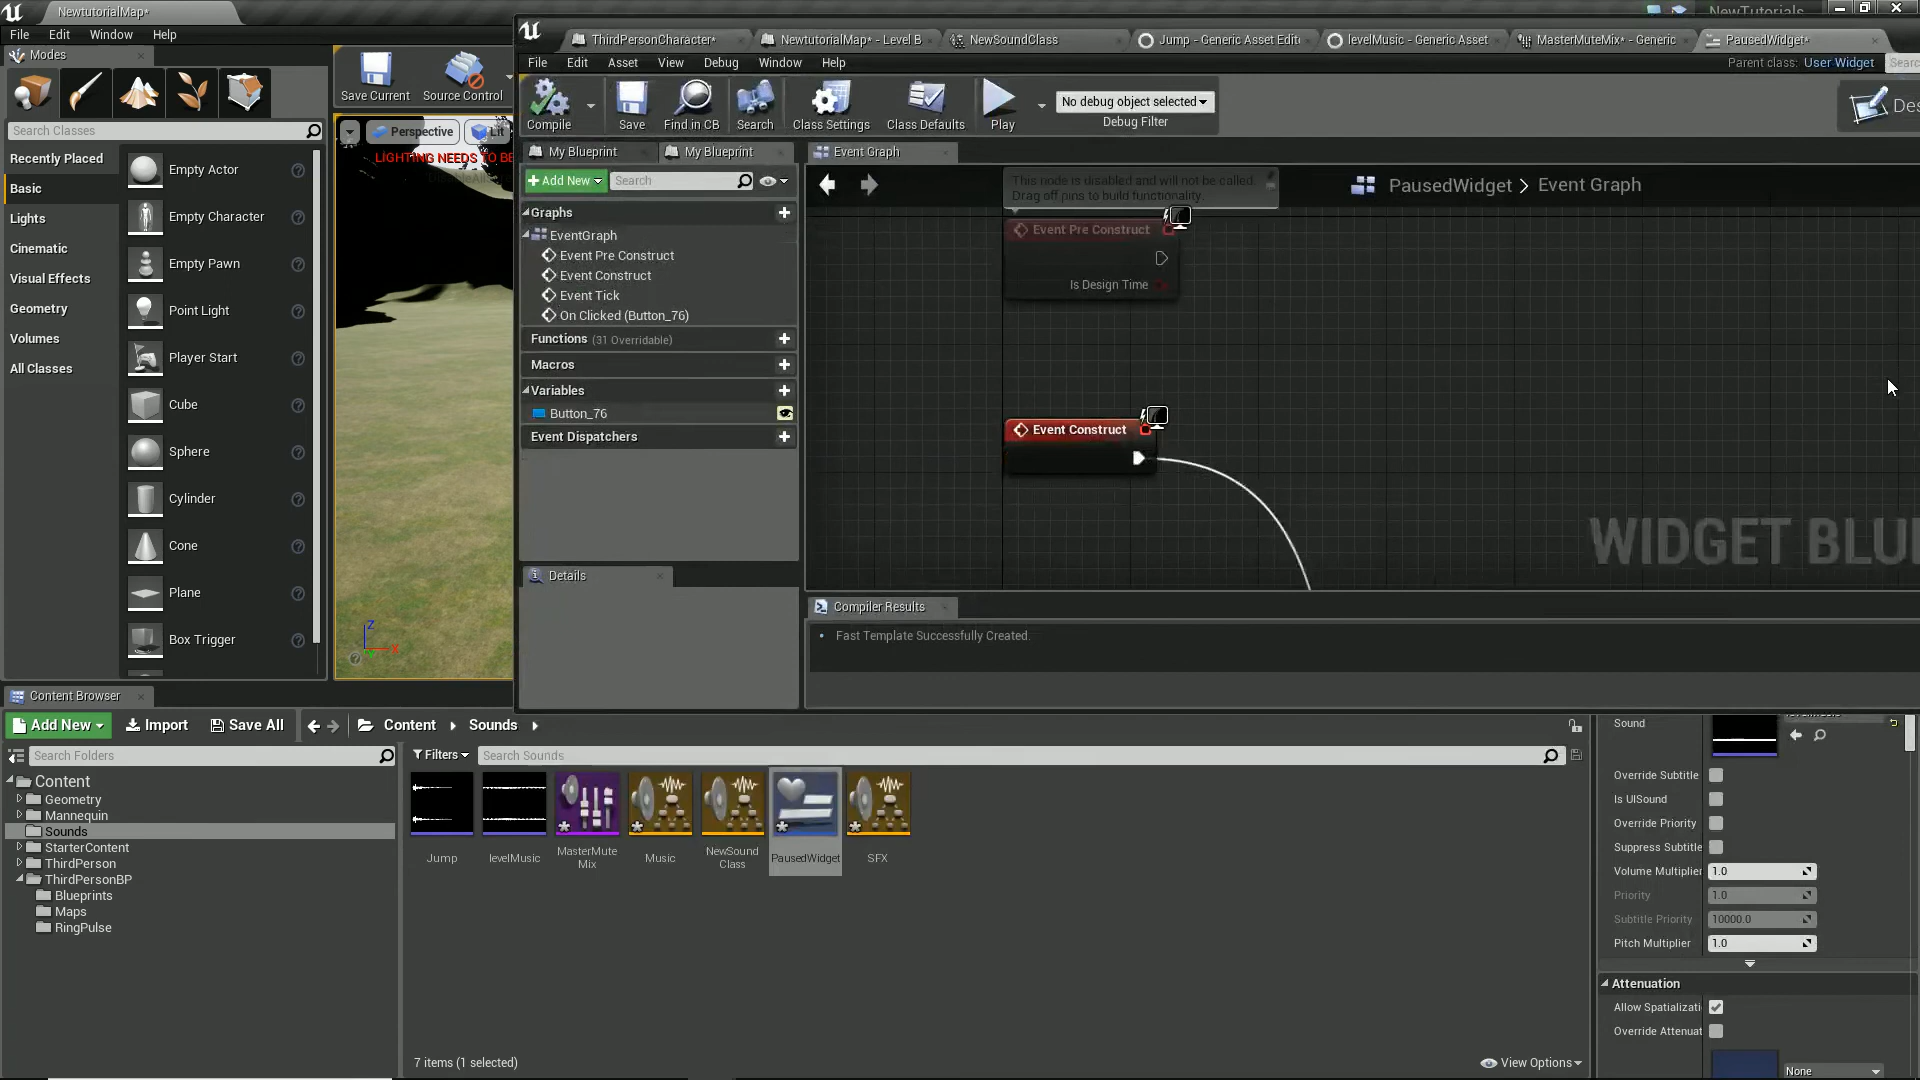 NewtutorialMap*
NewTutorials
File Edit Window Help
Modes
Search Classes
Recently Placed
Basic
Lights
Cinematic
Visual Effects
Geometry
Volumes
All Classes
Empty Actor
Empty Character
Empty Pawn
Point Light
Player Start
Cube
Sphere
Cylinder
Cone
Plane
Box Trigger
Save Current
Source Control
Perspective
Lit
LIGHTING NEEDS TO BE
Z
X
ThirdPersonCharacter*
NewtutorialMap* - Level B
NewSoundClass
Jump - Generic Asset Edit
levelMusic - Generic Asset
MasterMuteMix* - Generic
PausedWidget*
File Edit Asset View Debug Window Help
Parent class: User Widget
Searc
Compile
Save
Find in CB
Search
Class Settings
Class Defaults
Play
No debug object selected
Debug Filter
Des
My Blueprint
My Blueprint
Add New
Search
Graphs
EventGraph
Event Pre Construct
Event Construct
Event Tick
On Clicked (Button_76)
Functions (31 Overridable)
Macros
Variables
Button_76
Event Dispatchers
Details
Event Graph
PausedWidget > Event Graph
This node is disabled and will not be called.
Drag off pins to build functionality.
Event Pre Construct
Is Design Time
Event Construct
WIDGET BLU
Compiler Results
Fast Template Successfully Created.
Content Browser
Add New
Import
Save All
Content
Sounds
Search Folders
Filters
Search Sounds
Content
Geometry
Mannequin
Sounds
StarterContent
ThirdPerson
ThirdPersonBP
Blueprints
Maps
RingPulse
Jump
levelMusic
MasterMute
Mix
Music
NewSound
Class
PausedWidget
SFX
7 items (1 selected)
View Options
Sound
Override Subtitle
Is UISound
Override Priority
Suppress Subtitle
Volume Multiplier 1.0
Priority 1.0
Subtitle Priority 10000.0
Pitch Multiplier 1.0
Attenuation
Allow Spatializati
Override Attenuat
None